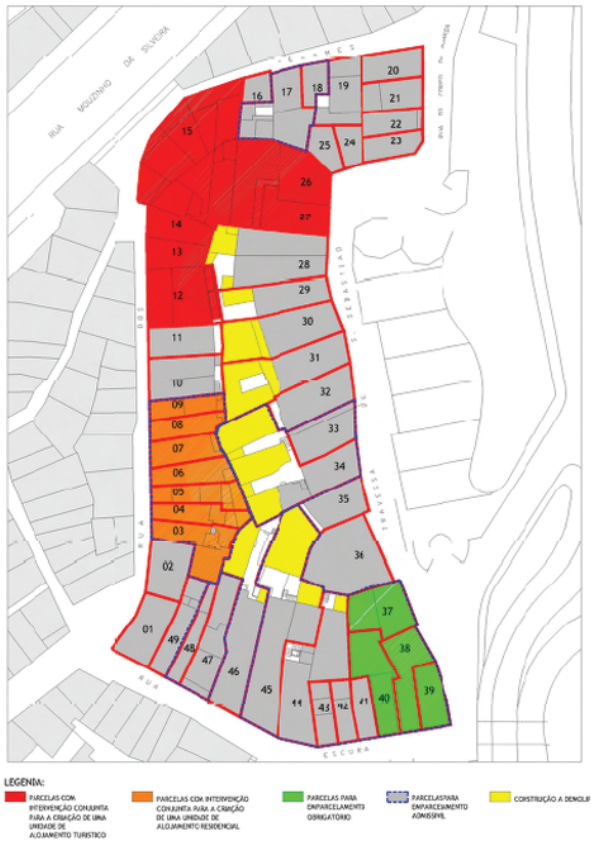 RUA MOUZINHO DA SILVEIRA
20
19
16
17
18
21
15
22
23
24
25
26
27
14
13
28
12
29
30
11
31
10
32
09
08
33
07
06
34
05
04
35
03
36
02
37
01
49
48
47
46
45
44
43
42
41
40
38
39
RUA DOS
TRAVESSA DE S. SEBASTIÃO
RUA ESCURA
LEGENDA:
PARCELAS COM
INTERVENÇÃO CONJUNTA
PARA A CRIAÇÃO DE UMA
UNIDADE DE
ALOJAMENTO TURISTICO
PARCELAS COM INTERVENÇÃO
CONJUNTA PARA A CRIAÇÃO
DE UMA UNIDADE DE
ALOJAMENTO RESIDENCIAL
PARCELAS PARA
EMPARCELAMENTO
OBRIGATÓRIO
PARCELAS PARA
EMPARCELAMENTO
ADMISSIVEL
CONSTRUÇÃO A DEMOLIR